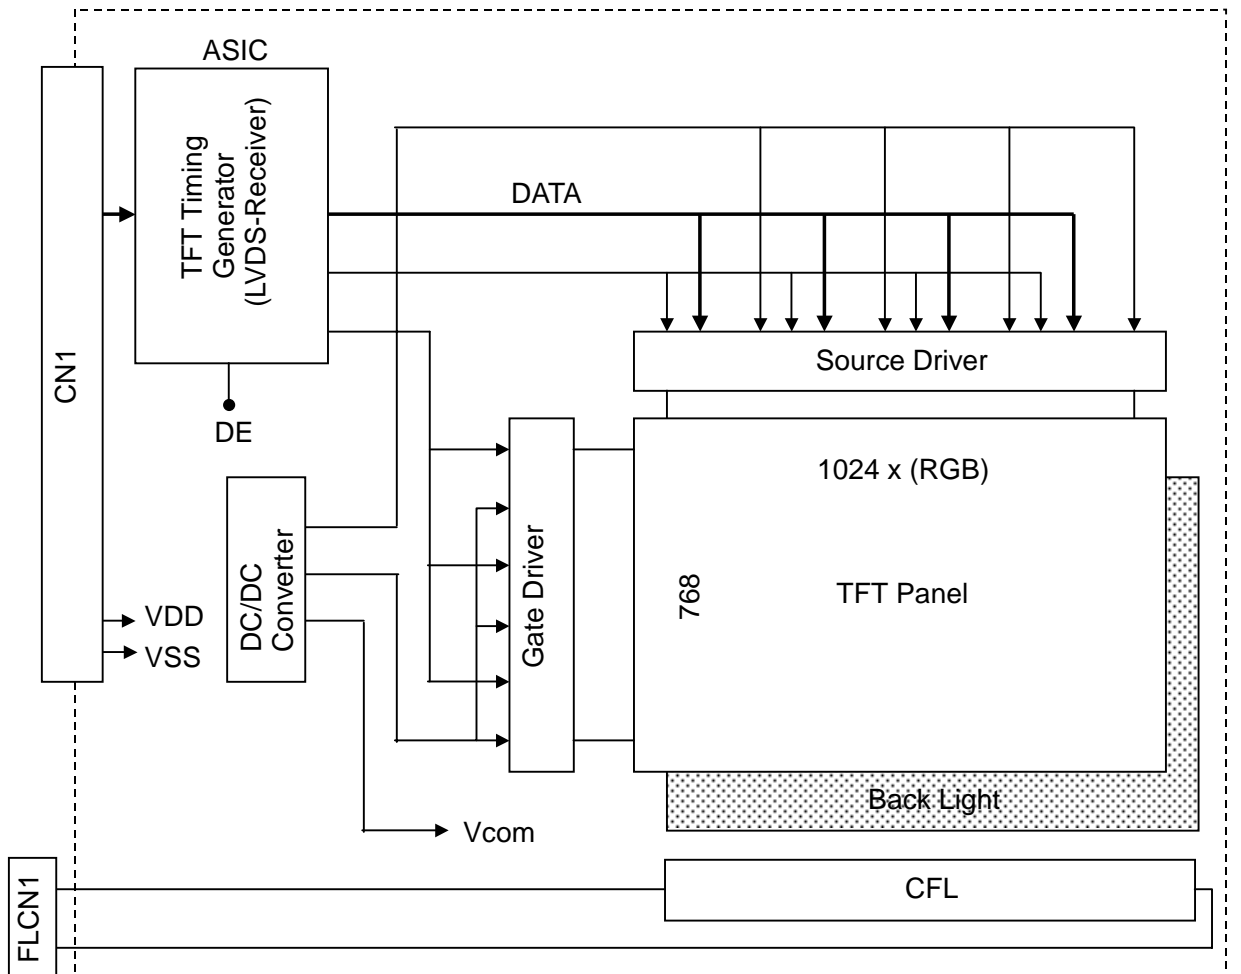 ASIC
TFT Timing
Generator
(LVDS-Receiver)
DATA
CN1
Source Driver
DE
1024 x (RGB)
DC/DC
Converter
Gate Driver
768
TFT Panel
VDD
VSS
Back Light
Vcom
CFL
FLCN1